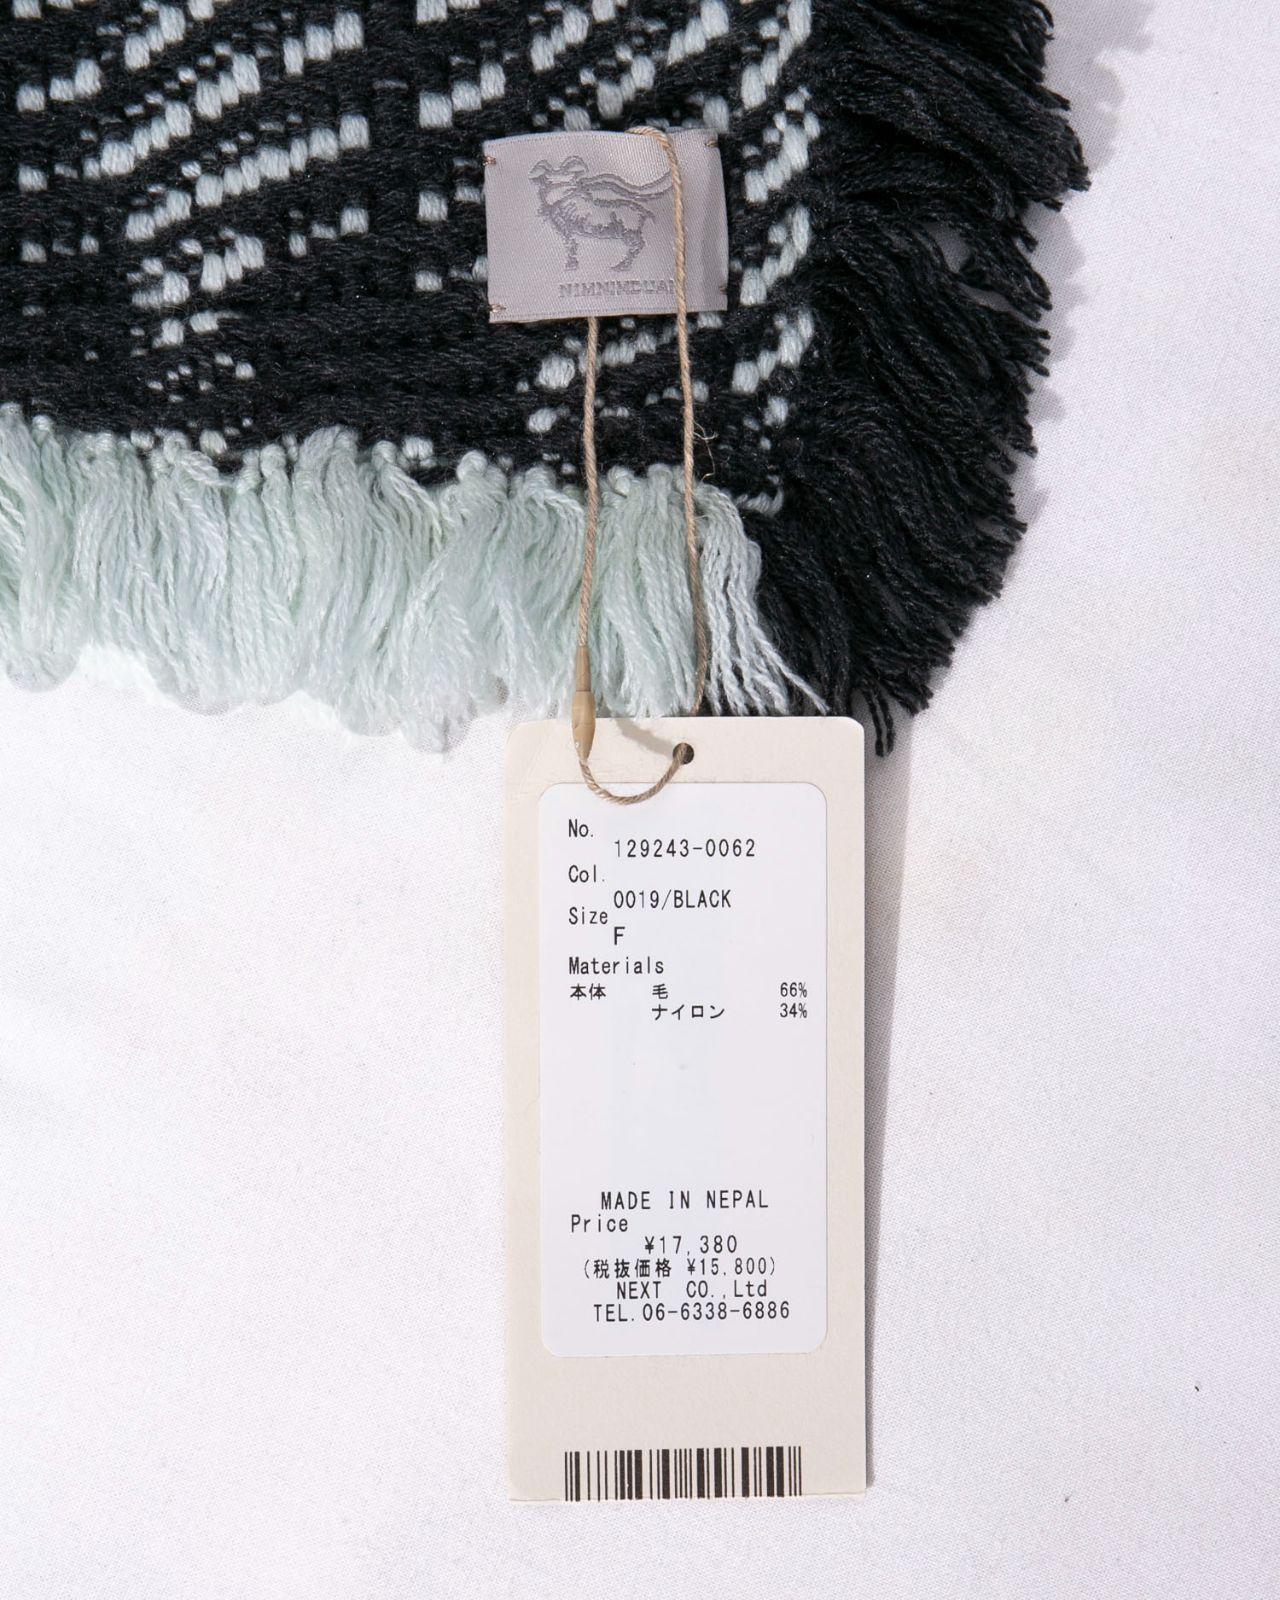 No.
129243-0062
Col.
0019/BLACK
Size
F
Materials
本体 毛 66%
ナイロン 34%
MADE IN NEPAL
Price
¥17,380
(税抜価格 ¥15,800)
NEXT CO.,Ltd
TEL.06-6338-6886